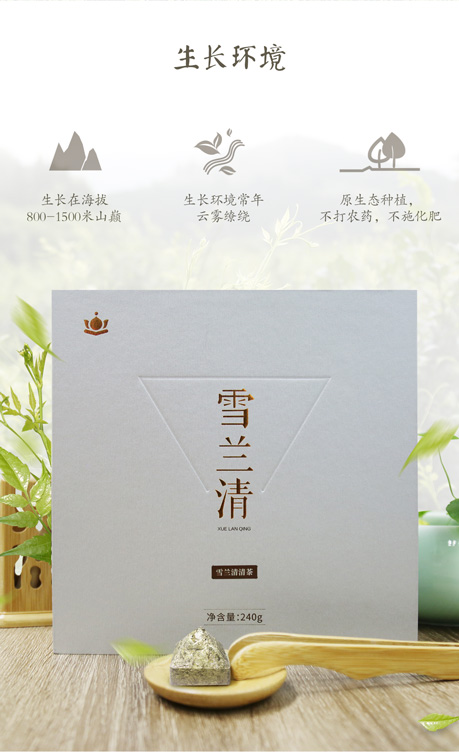 生长环境
生长在海拔
800-1500米山巅
生长环境常年
云雾缭绕
原生态种植，
不打农药，不施化肥
雪兰清
XUE LAN QING
雪兰清清茶
净含量:240g